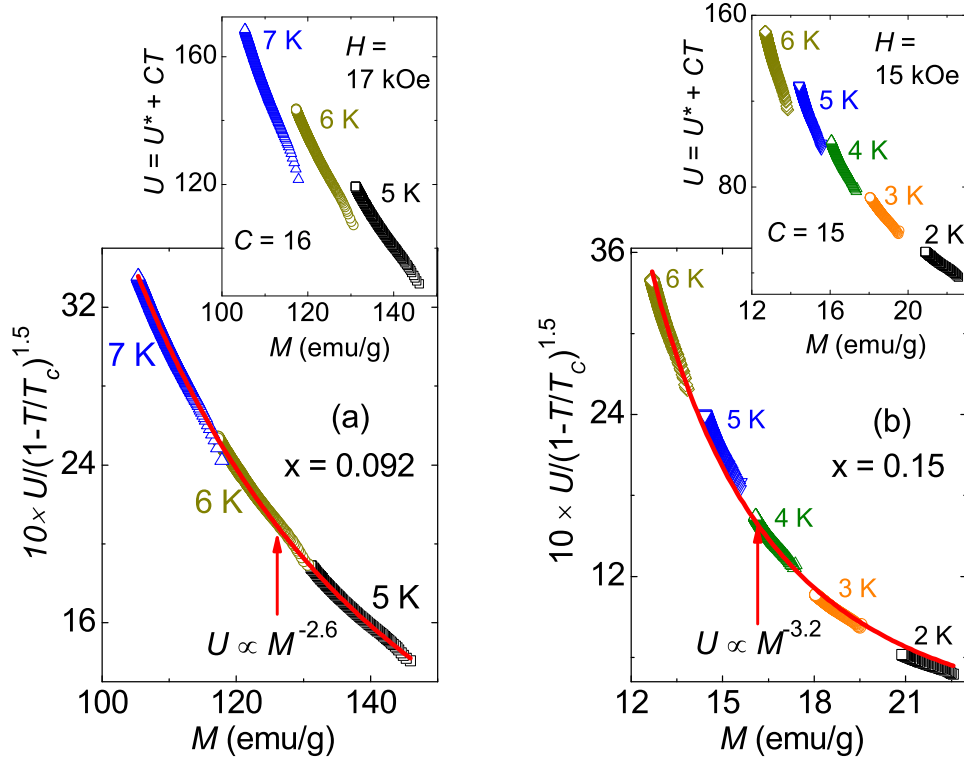 160
120
U = U* + CT
7 K
H =
17 kOe
6 K
5 K
C = 16
100 120 140
M (emu/g)
32
24
16
10× U/(1-T/T_c)^1.5
7 K
(a)
x = 0.092
6 K
5 K
U ∝ M^-2.6
100 120 140
M (emu/g)
160
80
U = U* + CT
6 K
H =
15 kOe
5 K
4 K
3 K
2 K
C = 15
12 16 20
M (emu/g)
36
24
12
10 × U/(1-T/T_c)^1.5
6 K
5 K
(b)
x = 0.15
4 K
3 K
2 K
U ∝ M^-3.2
12 15 18 21
M (emu/g)